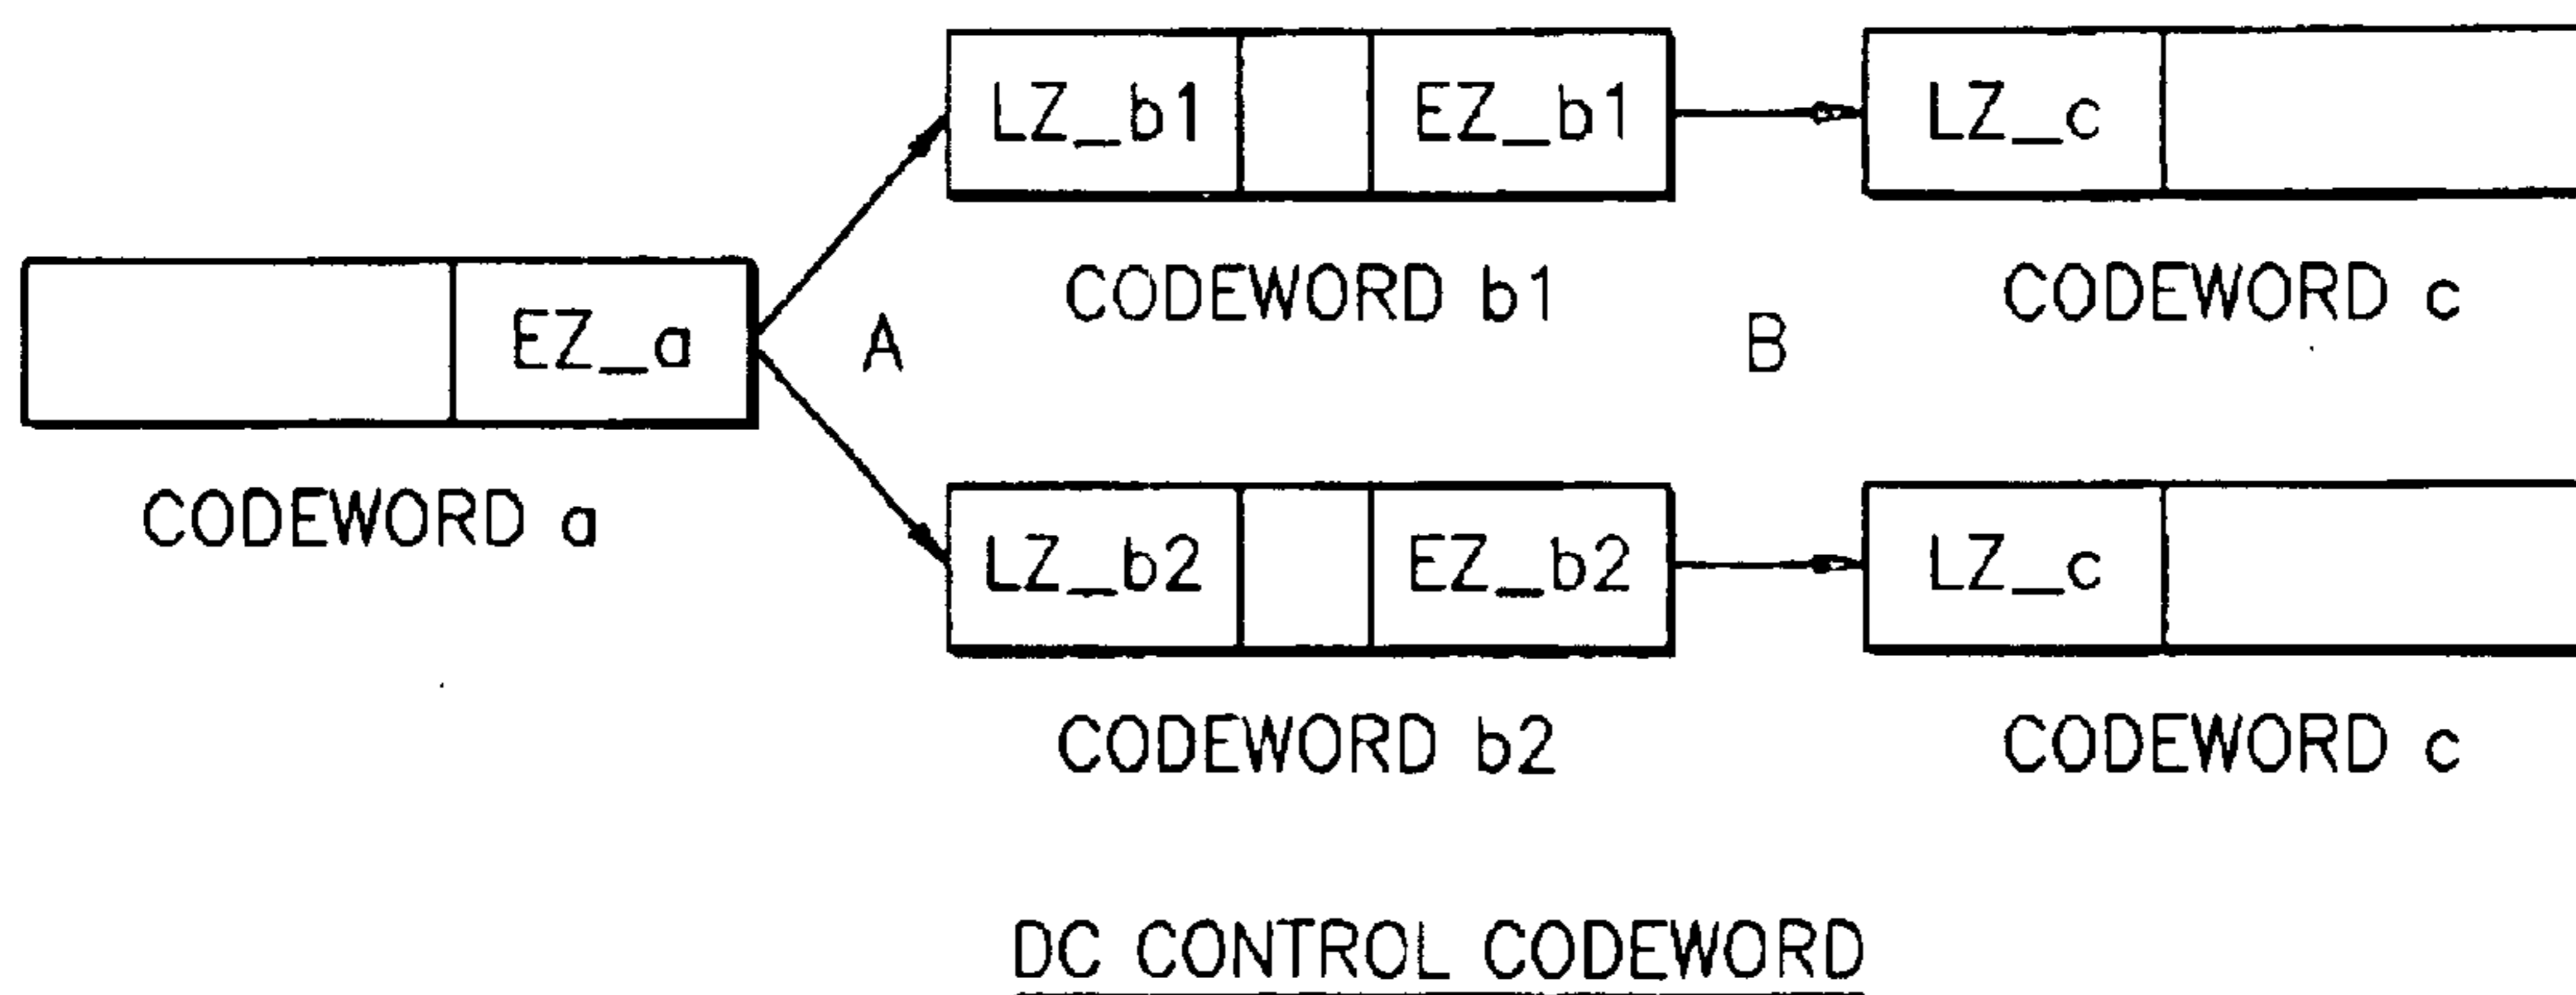 LZ_b1 EZ_b1 LZ_c
CODEWORD b1 CODEWORD c
EZ_a A B
CODEWORD a
LZ_b2 EZ_b2 LZ_c
CODEWORD b2 CODEWORD c
DC CONTROL CODEWORD